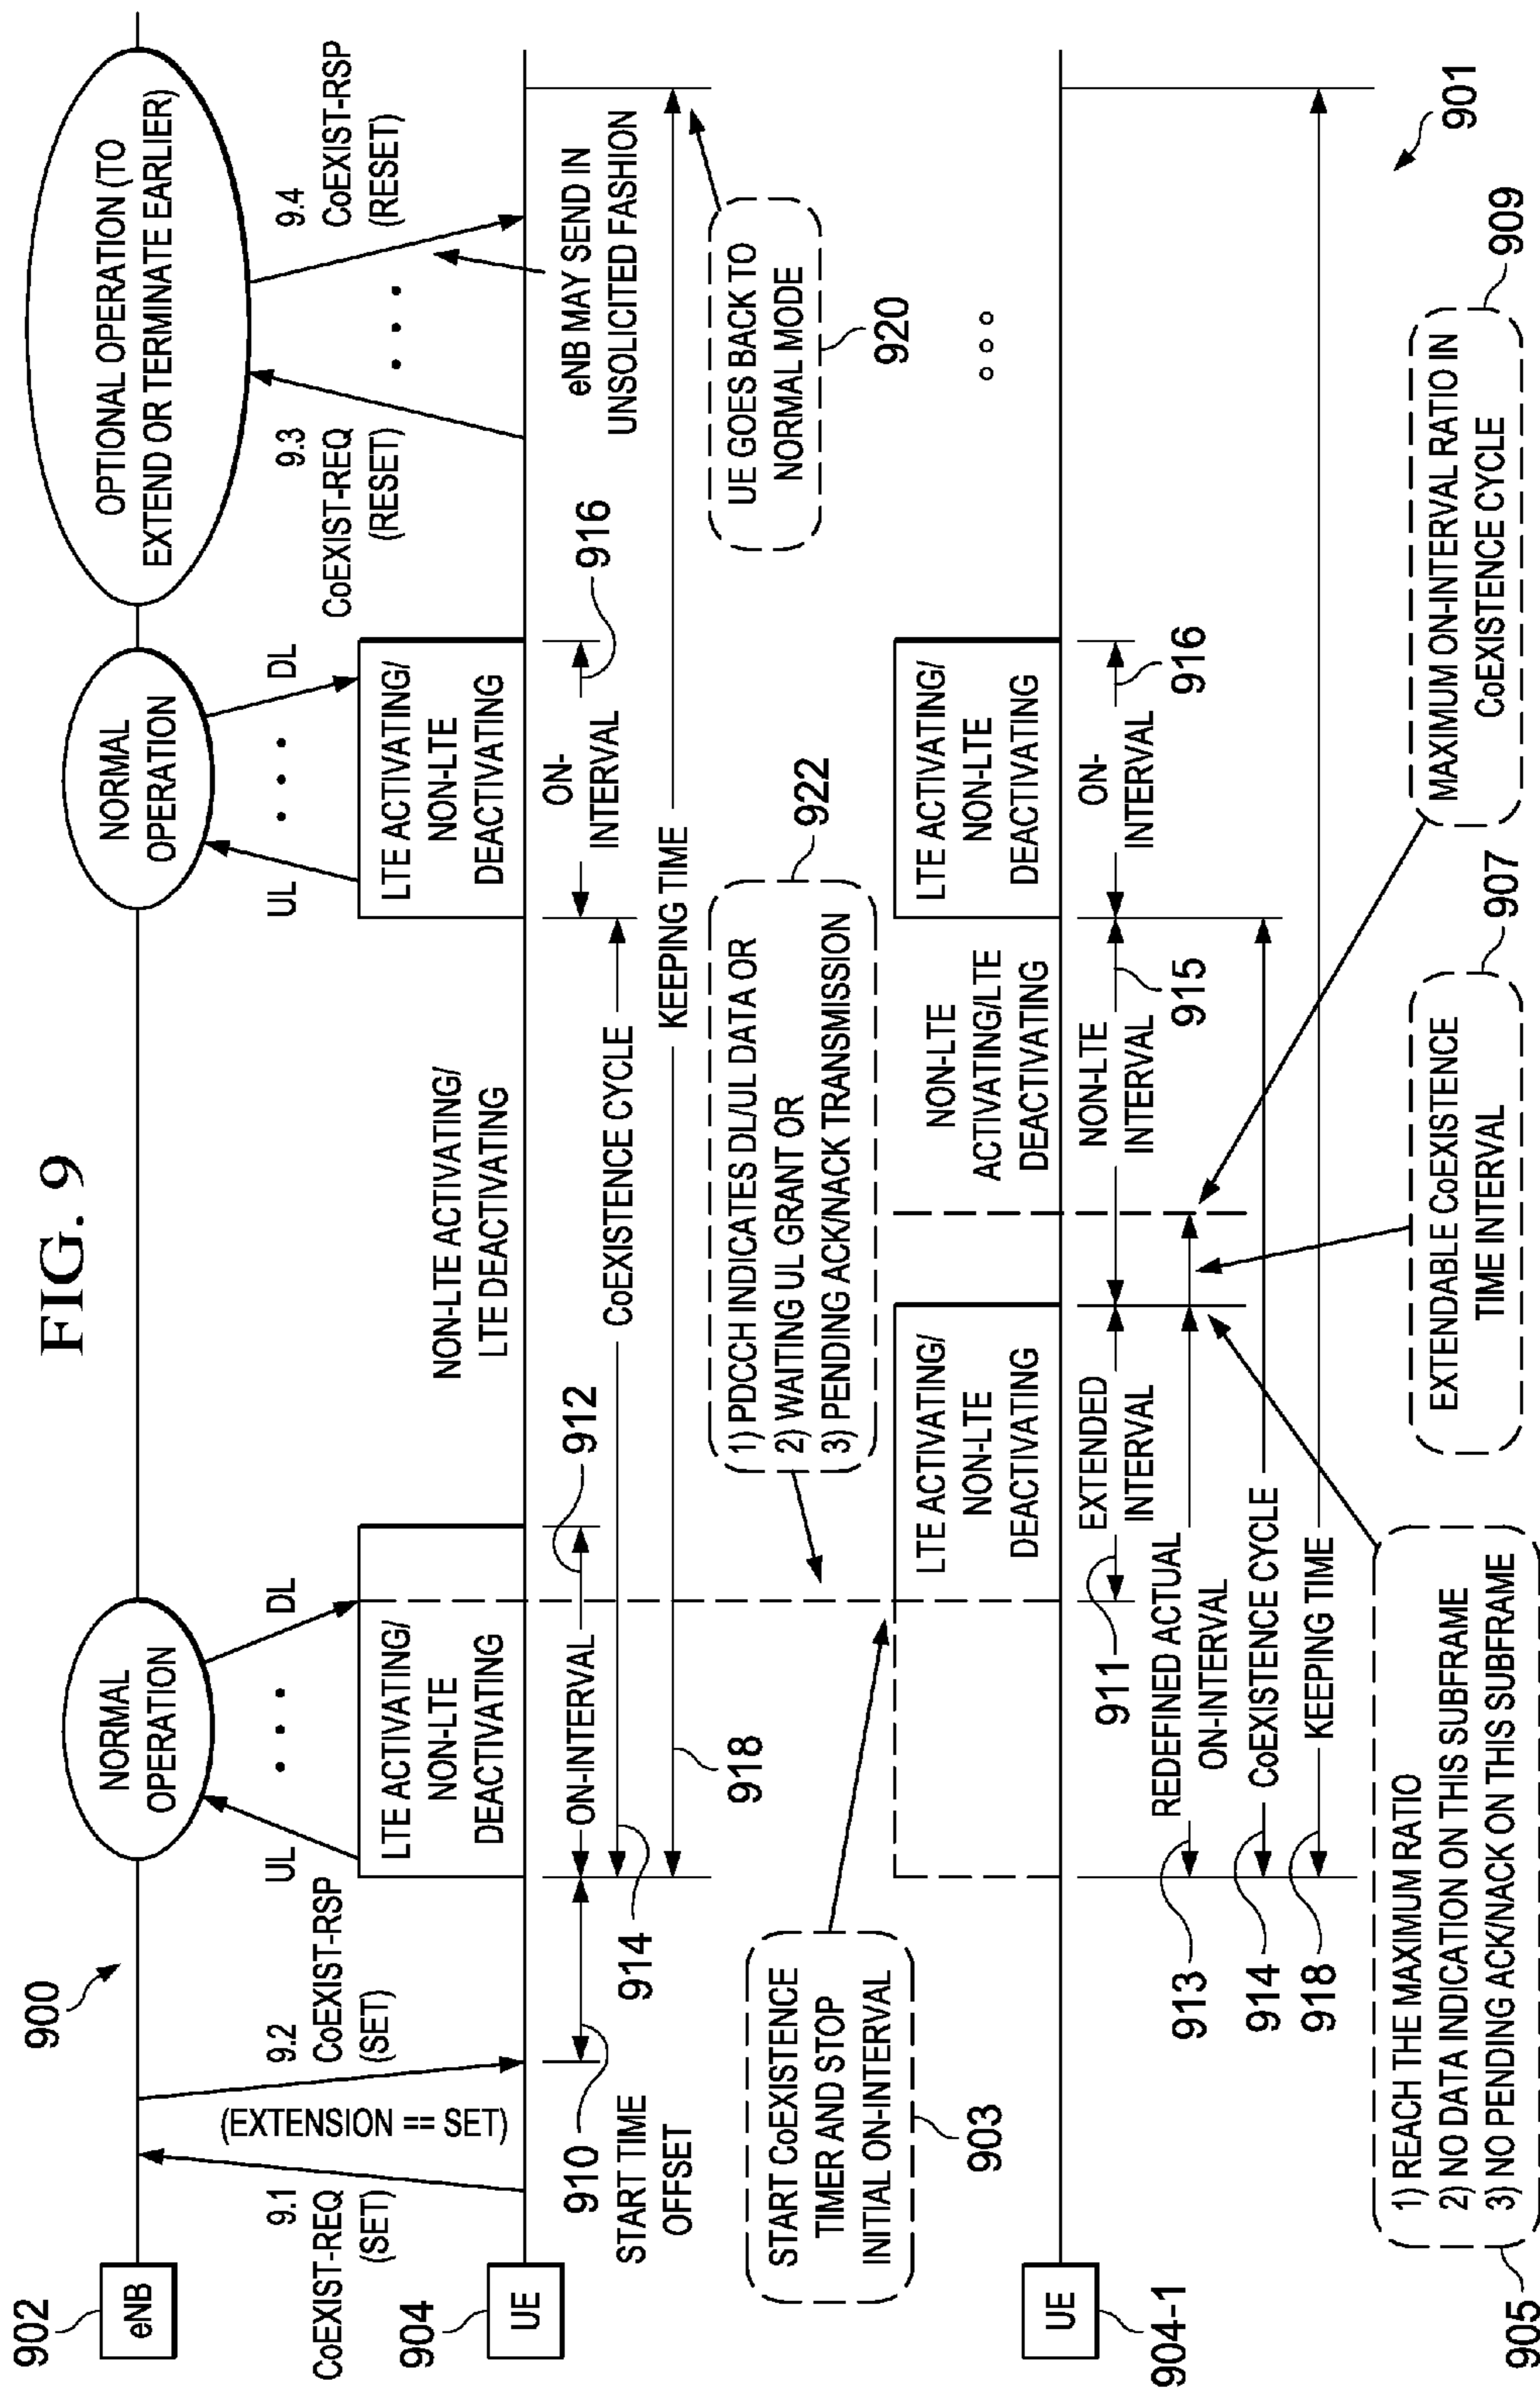 FIG. 9
900
902
eNB
904
UE
9.1
CoEXIST-REQ
(SET)
9.2
CoEXIST-RSP
(SET)
(EXTENSION == SET)
NORMAL
OPERATION
UL
DL
LTE ACTIVATING/
NON-LTE
DEACTIVATING
NON-LTE ACTIVATING/
LTE DEACTIVATING
NORMAL
OPERATION
UL
DL
LTE ACTIVATING/
NON-LTE
DEACTIVATING
OPTIONAL OPERATION (TO
EXTEND OR TERMINATE EARLIER)
9.3
CoEXIST-REQ
(RESET)
9.4
CoEXIST-RSP
(RESET)
eNB MAY SEND IN
UNSOLICITED FASHION
910
START TIME
OFFSET
ON-INTERVAL
912
914
CoEXISTENCE CYCLE
918
KEEPING TIME
ON-
INTERVAL
916
UE GOES BACK TO
NORMAL MODE
920
START CoEXISTENCE
TIMER AND STOP
INITIAL ON-INTERVAL
903
1) PDCCH INDICATES DL/UL DATA OR
2) WAITING UL GRANT OR
3) PENDING ACK/NACK TRANSMISSION
922
UE
904-1
LTE ACTIVATING/
NON-LTE
DEACTIVATING
NON-LTE
ACTIVATING/LTE
DEACTIVATING
LTE ACTIVATING/
NON-LTE
DEACTIVATING
911
EXTENDED
INTERVAL
NON-LTE
INTERVAL
915
ON-
INTERVAL
916
913
REDEFINED ACTUAL
ON-INTERVAL
914
CoEXISTENCE CYCLE
918
KEEPING TIME
901
905
1) REACH THE MAXIMUM RATIO
2) NO DATA INDICATION ON THIS SUBFRAME
3) NO PENDING ACK/NACK ON THIS SUBFRAME
EXTENDABLE CoEXISTENCE
TIME INTERVAL
907
MAXIMUM ON-INTERVAL RATIO IN
CoEXISTENCE CYCLE
909